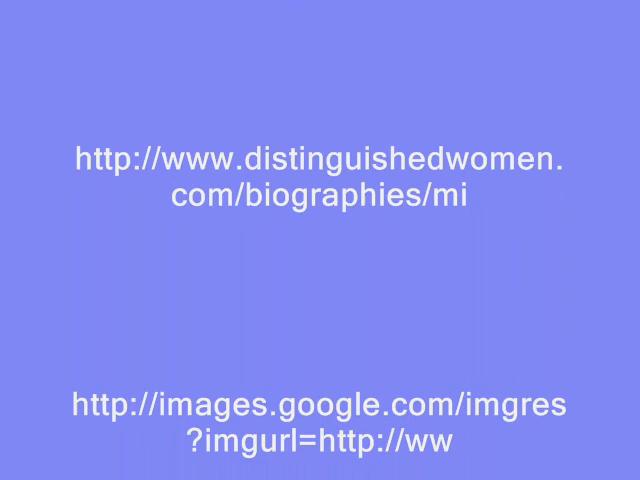 http://www.distinguishedwomen.
com/biographies/mi
http://images.google.com/imgres
?imgurl=http://ww